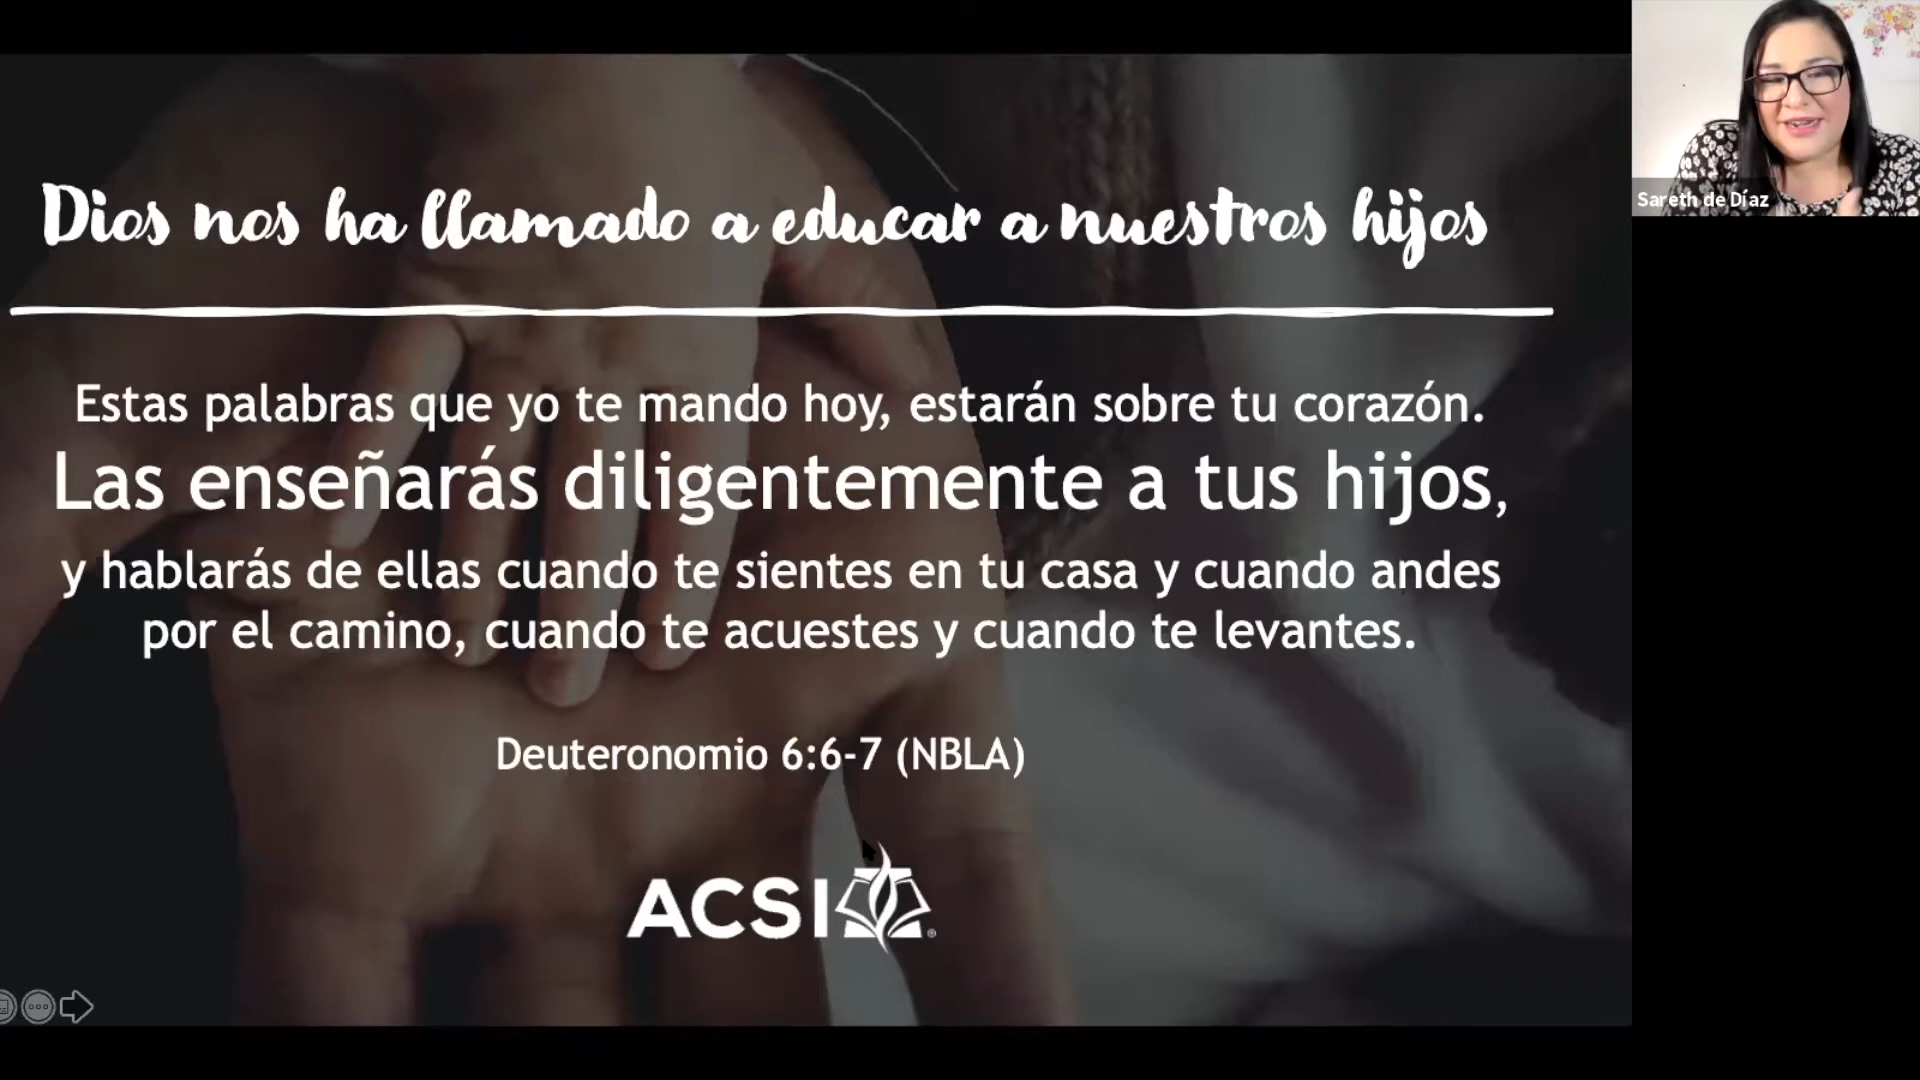 Dios nos ha llamado a educar a nuestros hijos
Estas palabras que yo te mando hoy, estarán sobre tu corazón.
Las enseñarás diligentemente a tus hijos,
y hablarás de ellas cuando te sientes en tu casa y cuando andes
por el camino, cuando te acuestes y cuando te levantes.
Deuteronomio 6:6-7 (NBLA)
ACSI
Sareth de Díaz